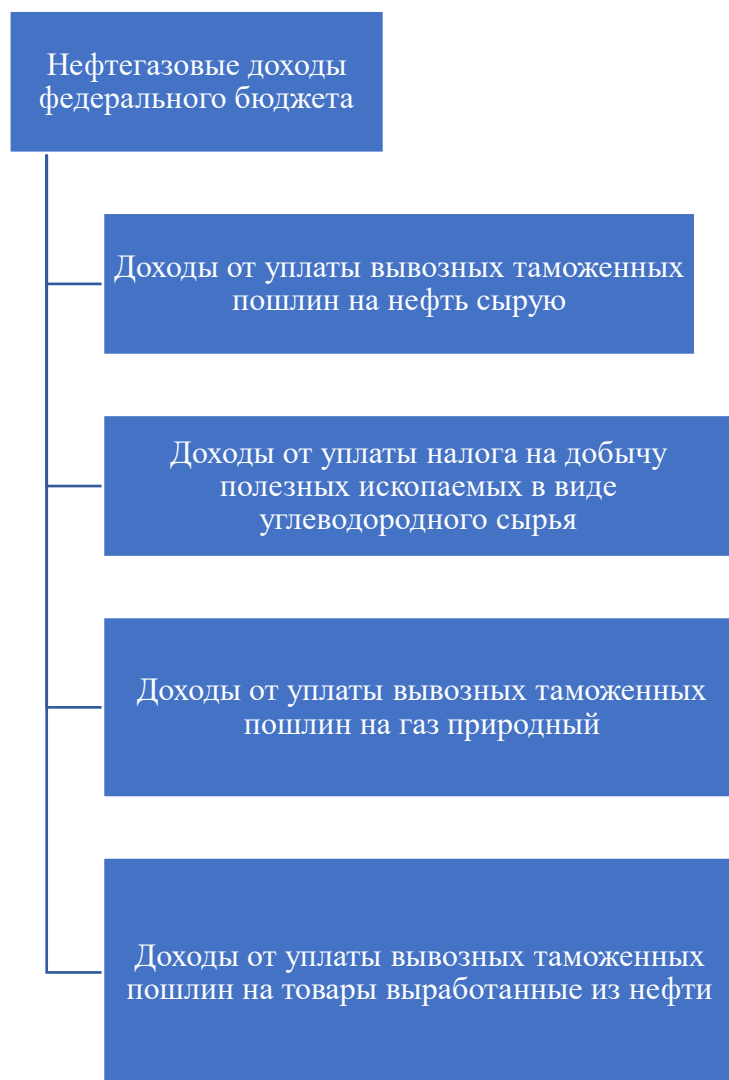 Нефтегазовые доходы
федерального бюджета
Доходы от уплаты вывозных таможенных
пошлин на нефть сырую
Доходы от уплаты налога на добычу
полезных ископаемых в виде
углеводородного сырья
Доходы от уплаты вывозных таможенных
пошлин на газ природный
Доходы от уплаты вывозных таможенных
пошлин на товары выработанные из нефти